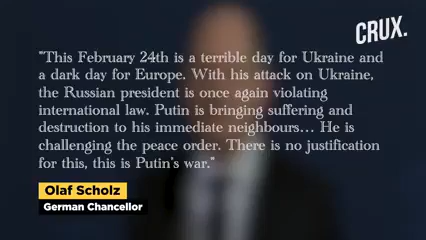 CRUX.
"This February 24th is a terrible day for Ukraine and
a dark day for Europe. With his attack on Ukraine,
the Russian president is once again violating
international law. Putin is bringing suffering and
destruction to his immediate neighbours... He is
challenging the peace order. There is no justification
for this, this is Putin's war."
Olaf Scholz
German Chancellor